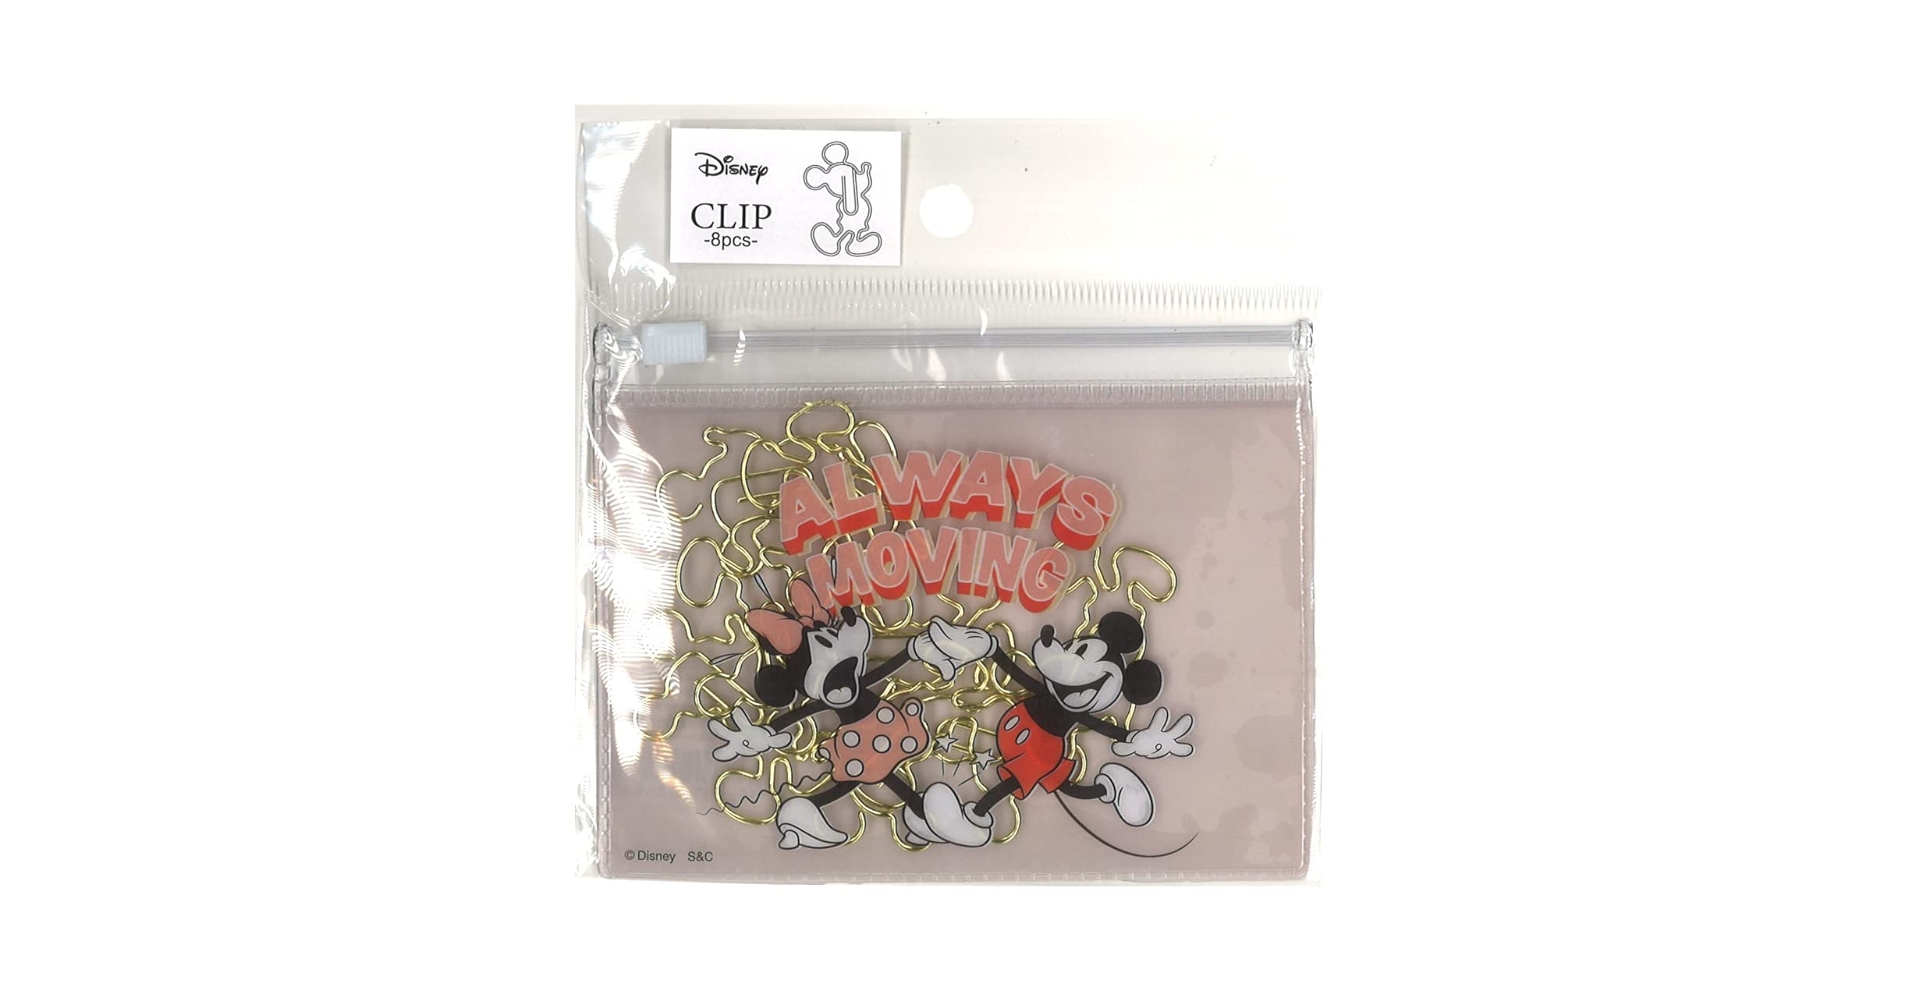 Disney
CLIP
-8pcs-
ALWAYS
MOVING
©Disney S&C